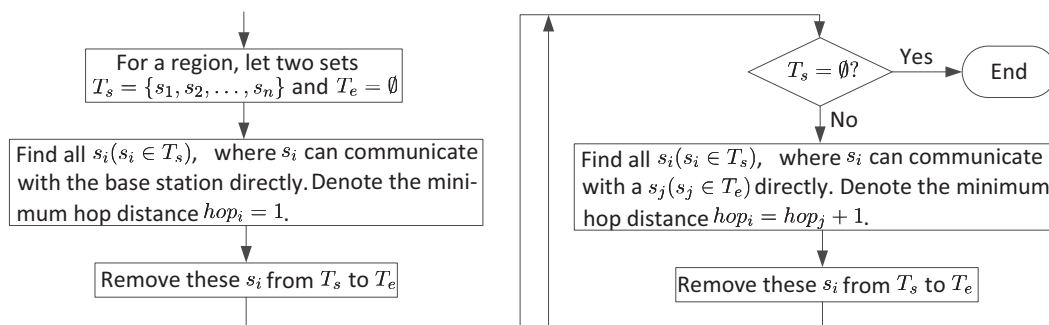 For a region, let two sets
T_s = {s_1, s_2, . . . , s_n} and T_e = ∅
Find all s_i(s_i ∈ T_s), where s_i can communicate
with the base station directly. Denote the mini-
mum hop distance hop_i = 1.
Remove these s_i from T_s to T_e
T_s = ∅?
Yes
End
No
Find all s_i(s_i ∈ T_s), where s_i can communicate
with a s_j(s_j ∈ T_e) directly. Denote the minimum
hop distance hop_i = hop_j + 1.
Remove these s_i from T_s to T_e